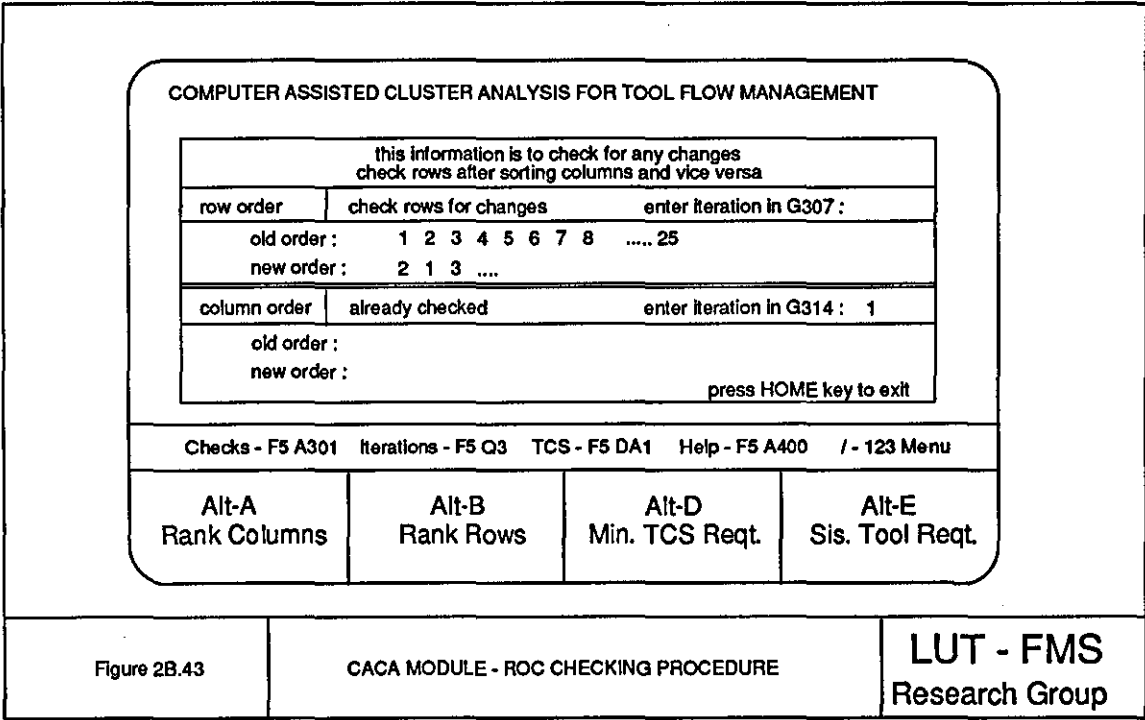 COMPUTER ASSISTED CLUSTER ANALYSIS FOR TOOL FLOW MANAGEMENT
this information is to check for any changes
check rows after sorting columns and vice versa
row order check rows for changes enter iteration in G307 :
old order : 1 2 3 4 5 6 7 8 ..... 25
new order : 2 1 3 ....
column order already checked enter iteration in G314 : 1
old order :
new order :
press HOME key to exit
Checks - F5 A301 Iterations - F5 Q3 TCS - F5 DA1 Help - F5 A400 / - 123 Menu
Alt-A Alt-B Alt-D Alt-E
Rank Columns Rank Rows Min. TCS Reqt. Sis. Tool Reqt.
Figure 2B.43 CACA MODULE - ROC CHECKING PROCEDURE
LUT - FMS
Research Group